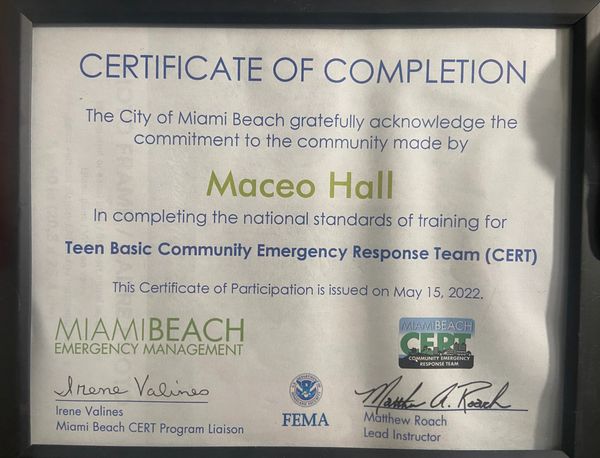 CERTIFICATE OF COMPLETION
The City of Miami Beach gratefully acknowledge the
commitment to the community made by
Maceo Hall
In completing the national standards of training for
Teen Basic Community Emergency Response Team (CERT)
This Certificate of Participation is issued on May 15, 2022.
MIAMIBEACH
EMERGENCY MANAGEMENT
MIAMIBEACH
CERT
COMMUNITY EMERGENCY
RESPONSE TEAM
Irene Valines
Irene Valines
Miami Beach CERT Program Liaison
FEMA
Matthew A. Roach
Matthew Roach
Lead Instructor